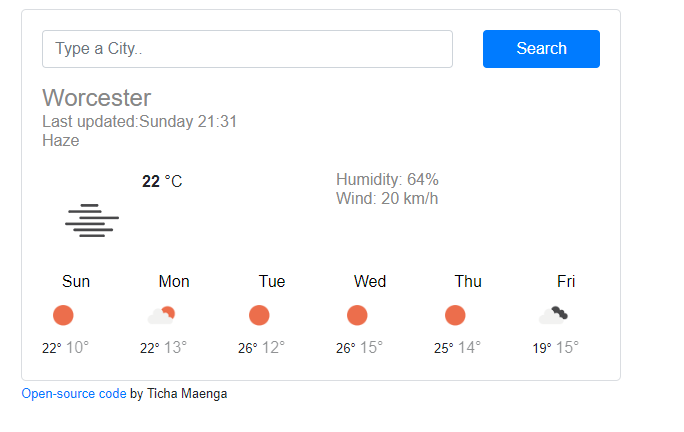 Type a City..
Search
Worcester
Last updated:Sunday 21:31
Haze
22 °C
Humidity: 64%
Wind: 20 km/h
Sun Mon Tue Wed Thu Fri
22° 10° 22° 13° 26° 12° 26° 15° 25° 14° 19° 15°
Open-source code by Ticha Maenga